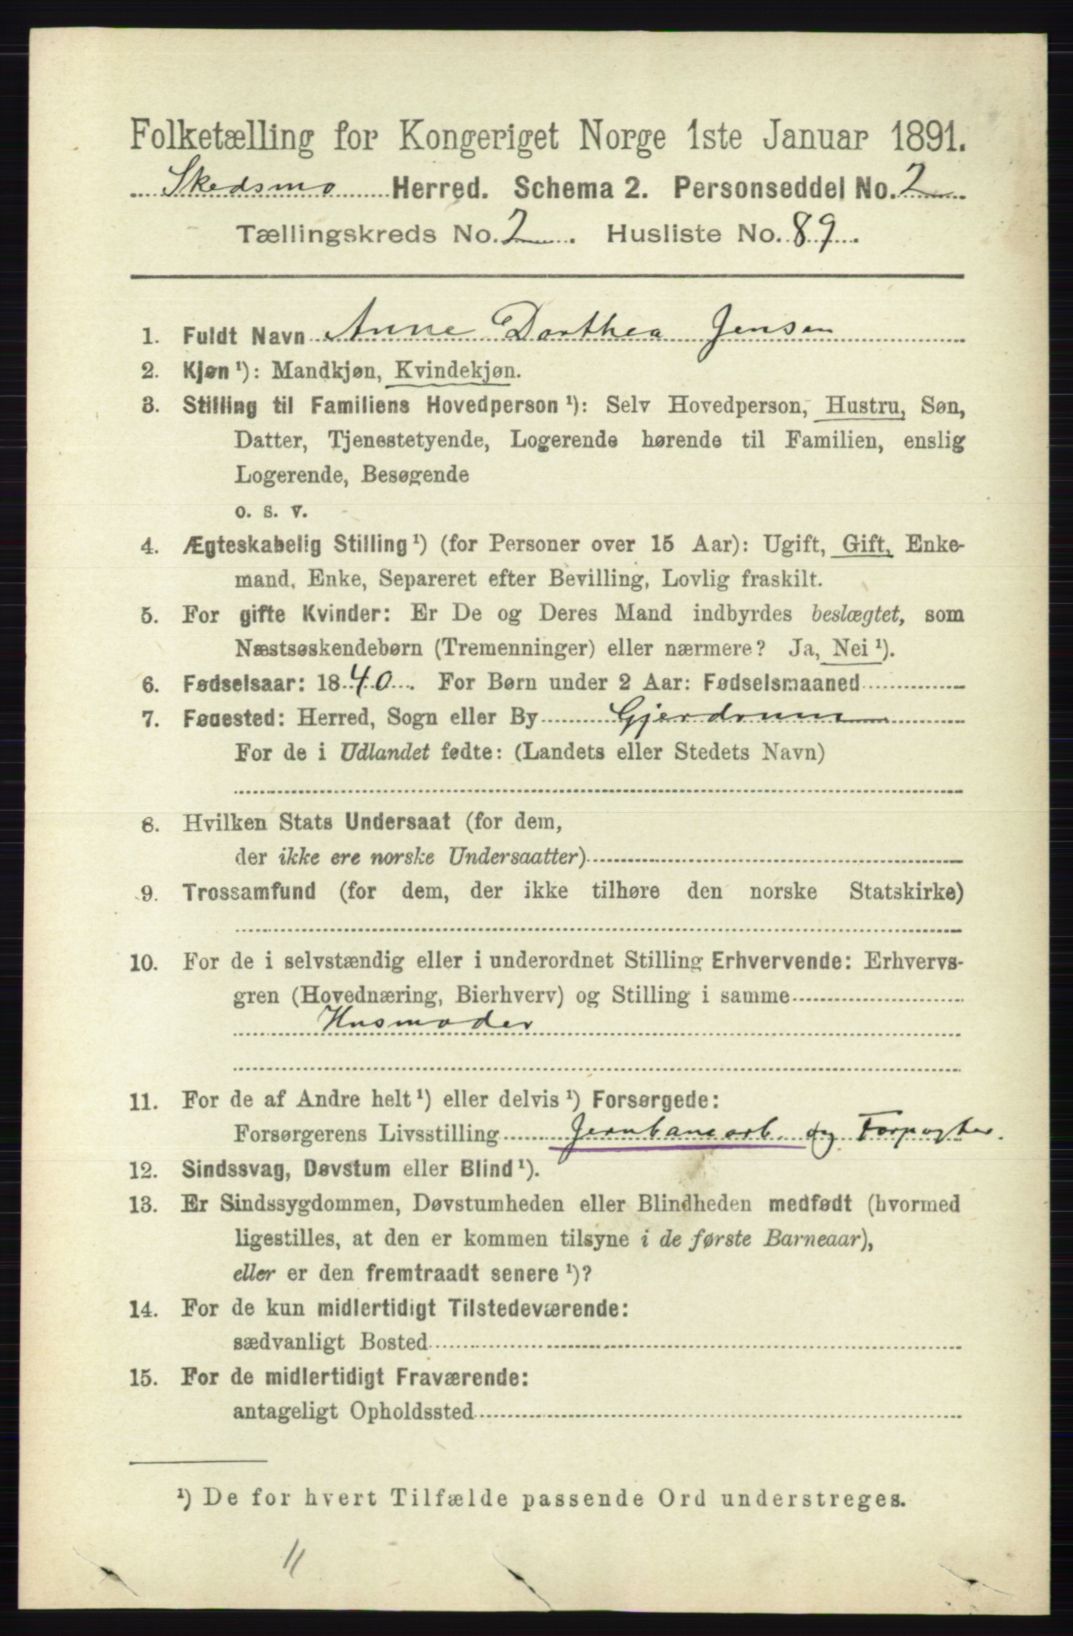 Folketælling for Kongeriget Norge 1ste Januar 1891.
Skedsmo Herred. Schema 2. Personseddel No. 2
Tællingskreds No. 2. Husliste No. 89.
1. Fuldt Navn Anne Dorthea Jensen
2. Kjøn ¹): Mandkjøn, Kvindekjøn.
3. Stilling til Familiens Hovedperson ¹): Selv Hovedperson, Hustru, Søn,
Datter, Tjenestetyende, Logerende hørende til Familien, enslig
Logerende, Besøgende
o. s. v.
4. Ægteskabelig Stilling ¹) (for Personer over 15 Aar): Ugift, Gift, Enke-
mand, Enke, Separeret efter Bevilling, Lovlig fraskilt.
5. For gifte Kvinder: Er De og Deres Mand indbyrdes beslægtet, som
Næstsøskendebørn (Tremenninger) eller nærmere? Ja, Nei ¹).
6. Fødselsaar: 1840. For Børn under 2 Aar: Fødselsmaaned
7. Fødested: Herred, Sogn eller By Gjerdrum
For de i Udlandet fødte: (Landets eller Stedets Navn)
8. Hvilken Stats Undersaat (for dem,
der ikke ere norske Undersaatter)
9. Trossamfund (for dem, der ikke tilhøre den norske Statskirke)
10. For de i selvstændig eller i underordnet Stilling Erhvervende: Erhvervs-
gren (Hovednæring, Bierhverv) og Stilling i samme
Husmoder
11. For de af Andre helt ¹) eller delvis ¹) Forsørgede:
Forsørgerens Livsstilling Jernbanearb. og Forpagter.
12. Sindssvag, Døvstum eller Blind ¹).
13. Er Sindssygdommen, Døvstumheden eller Blindheden medfødt (hvormed
ligestilles, at den er kommen tilsyne i de første Barneaar),
eller er den fremtraadt senere ¹)?
14. For de kun midlertidigt Tilstedeværende:
sædvanligt Bosted
15. For de midlertidigt Fraværende:
antageligt Opholdssted
¹) De for hvert Tilfælde passende Ord understreges.